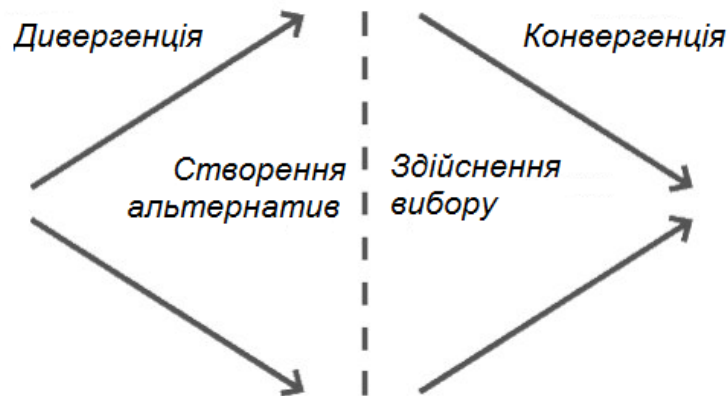 Дивергенція
Конвергенція
Створення
альтернатив
Здійснення
вибору